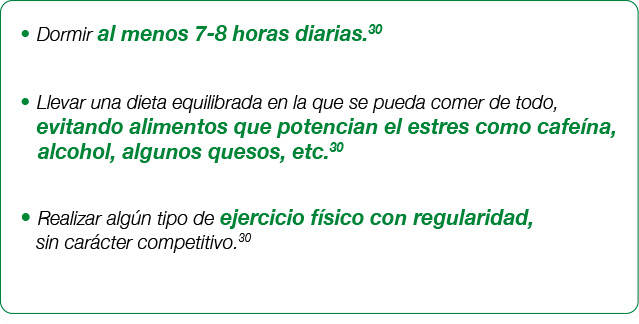 • Dormir al menos 7-8 horas diarias.³⁰
• Llevar una dieta equilibrada en la que se pueda comer de todo,
evitando alimentos que potencian el estres como cafeína,
alcohol, algunos quesos, etc.³⁰
• Realizar algún tipo de ejercicio físico con regularidad,
sin carácter competitivo.³⁰